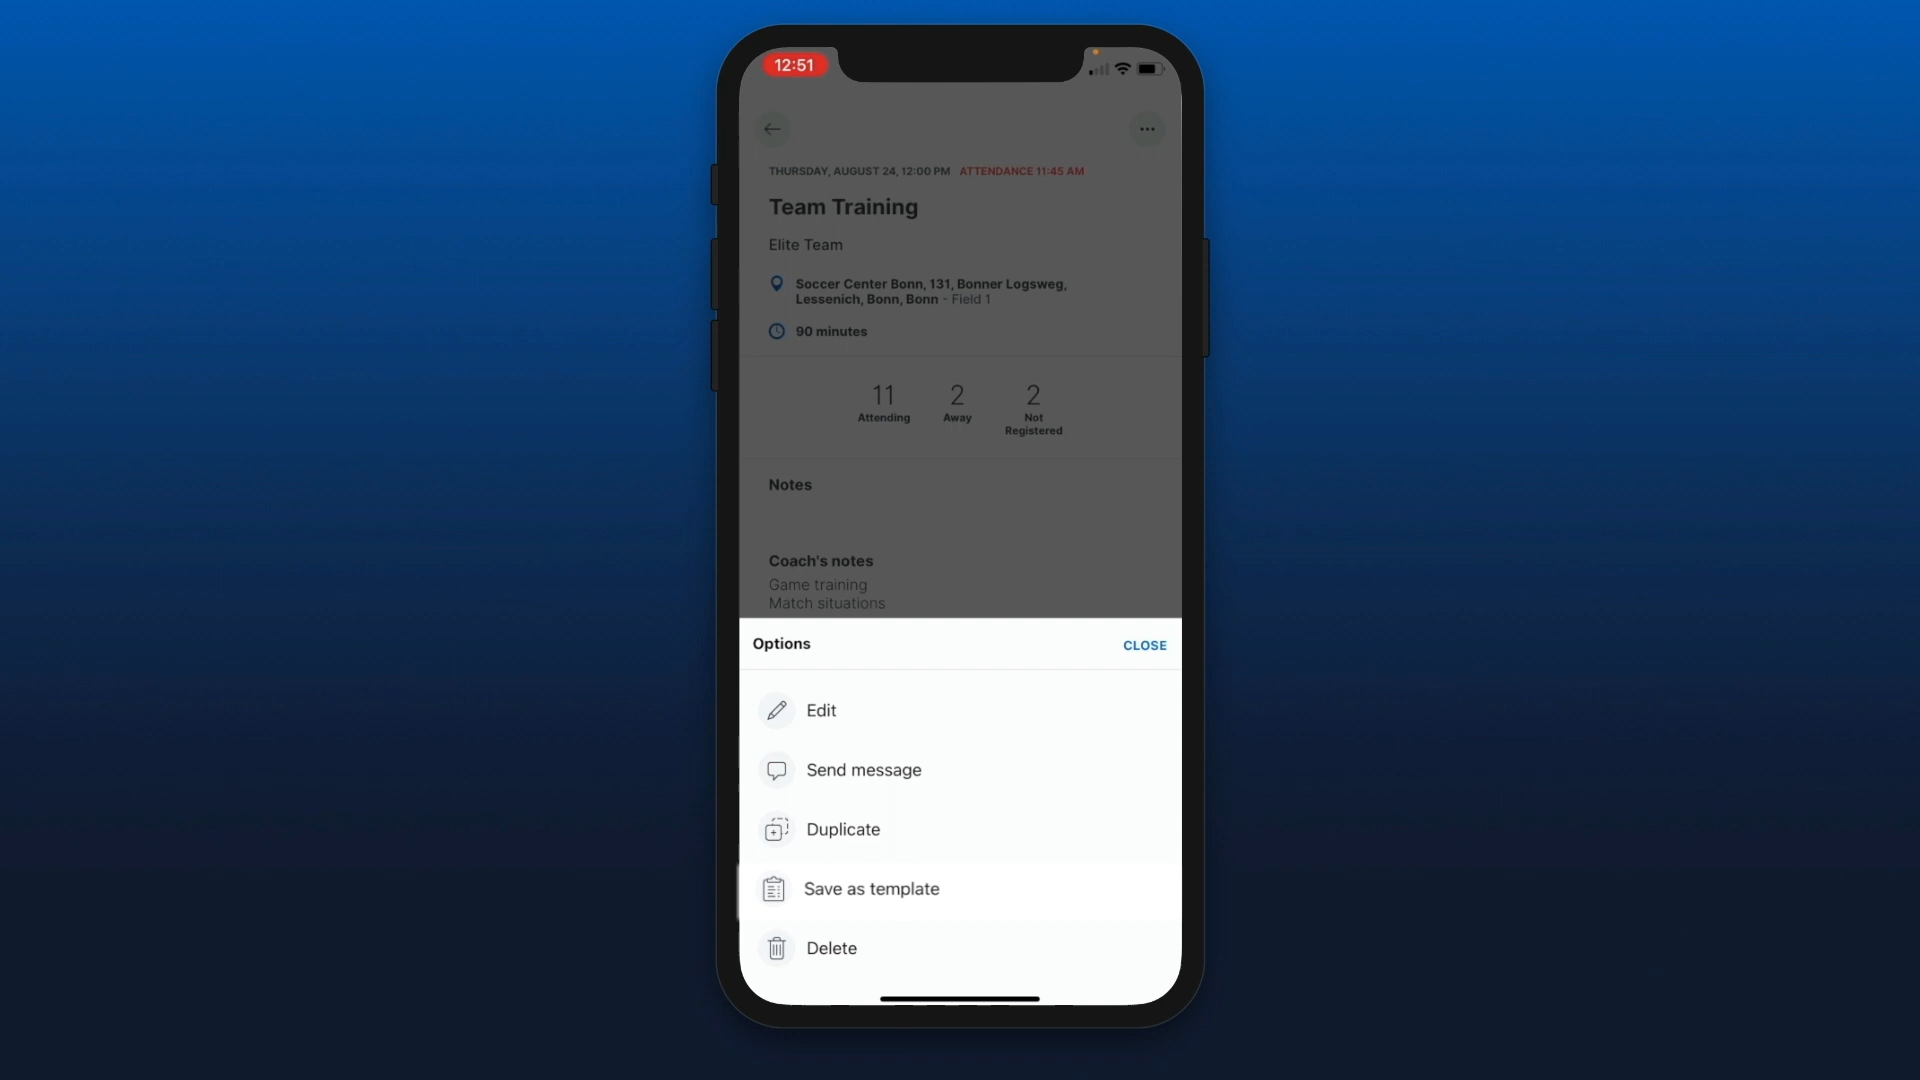 12:51
THURSDAY, AUGUST 24, 12:00 PM ATTENDANCE 11:45 AM
Team Training
Elite Team
Soccer Center Bonn, 131, Bonner Logsweg,
Lessenich, Bonn, Bonn - Field 1
90 minutes
11 2 2
Attending Away Not
Registered
Notes
Coach's notes
Game training
Match situations
Options CLOSE
Edit
Send message
Duplicate
Save as template
Delete